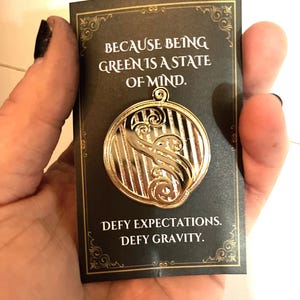 BECAUSE BEING
GREEN IS A STATE
OF MIND.
DEFY EXPECTATIONS.
DEFY GRAVITY.